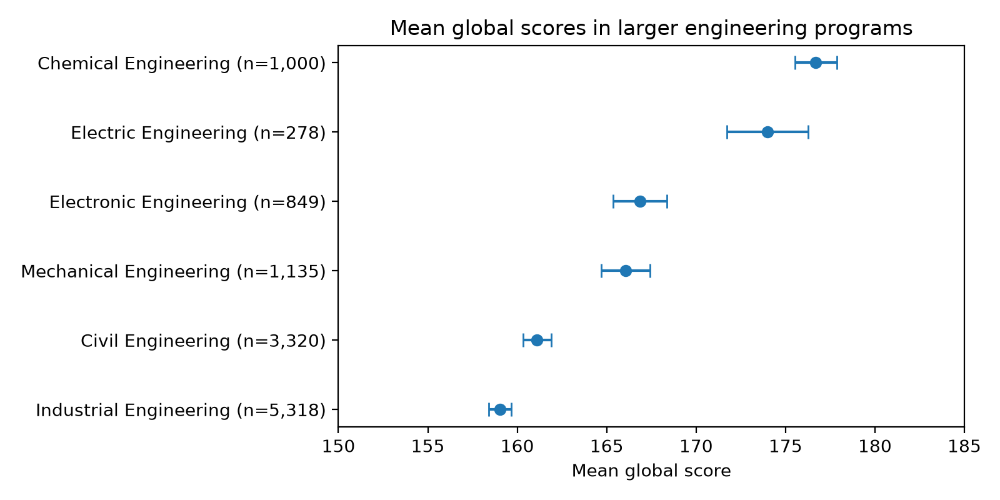 Mean global scores in larger engineering programs
Chemical Engineering (n=1,000)
Electric Engineering (n=278)
Electronic Engineering (n=849)
Mechanical Engineering (n=1,135)
Civil Engineering (n=3,320)
Industrial Engineering (n=5,318)
150 155 160 165 170 175 180 185
Mean global score